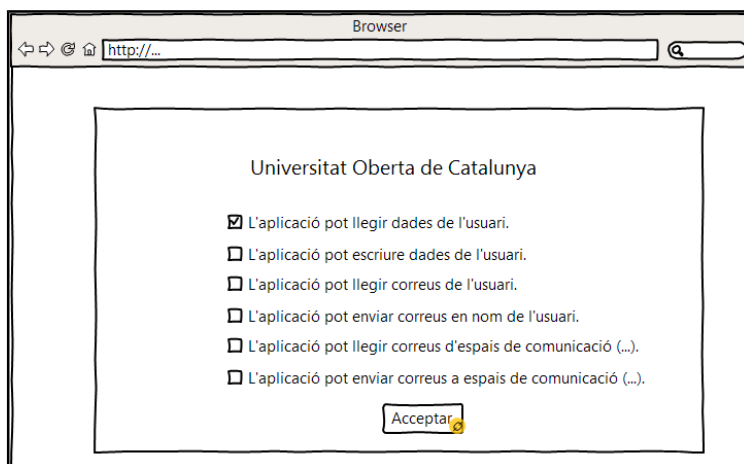 Browser
http://...
Universitat Oberta de Catalunya
L'aplicació pot llegir dades de l'usuari.
L'aplicació pot escriure dades de l'usuari.
L'aplicació pot llegir correus de l'usuari.
L'aplicació pot enviar correus en nom de l'usuari.
L'aplicació pot llegir correus d'espais de comunicació (...).
L'aplicació pot enviar correus a espais de comunicació (...).
Acceptar